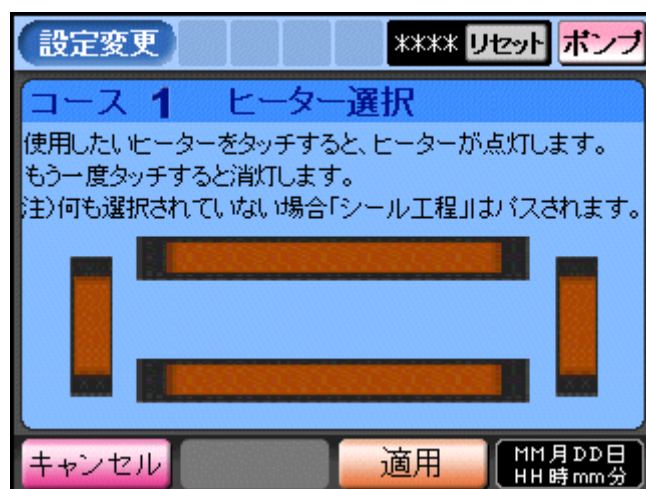 設定変更
**** リセット ポンプ
コース 1 ヒーター選択
使用したいヒーターをタッチすると、ヒーターが点灯します。
もう一度タッチすると消灯します。
注)何も選択されていない場合「シール工程」はパスされます。
キャンセル
適用
MM月DD日
HH時mm分